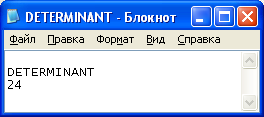 DETERMINANT - Блокнот
Файл Правка Формат Вид Справка
DETERMINANT
24